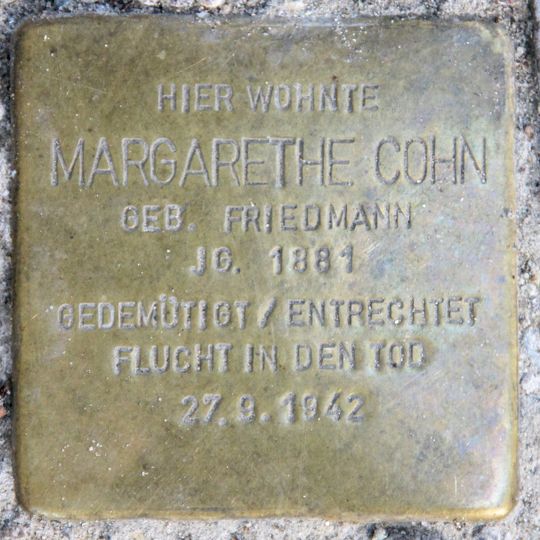 HIER WOHNTE
MARGARETHE COHN
GEB. FRIEDMANN
JG. 1881
GEDEMÜTIGT / ENTRECHTET
FLUCHT IN DEN TOD
27.9.1942